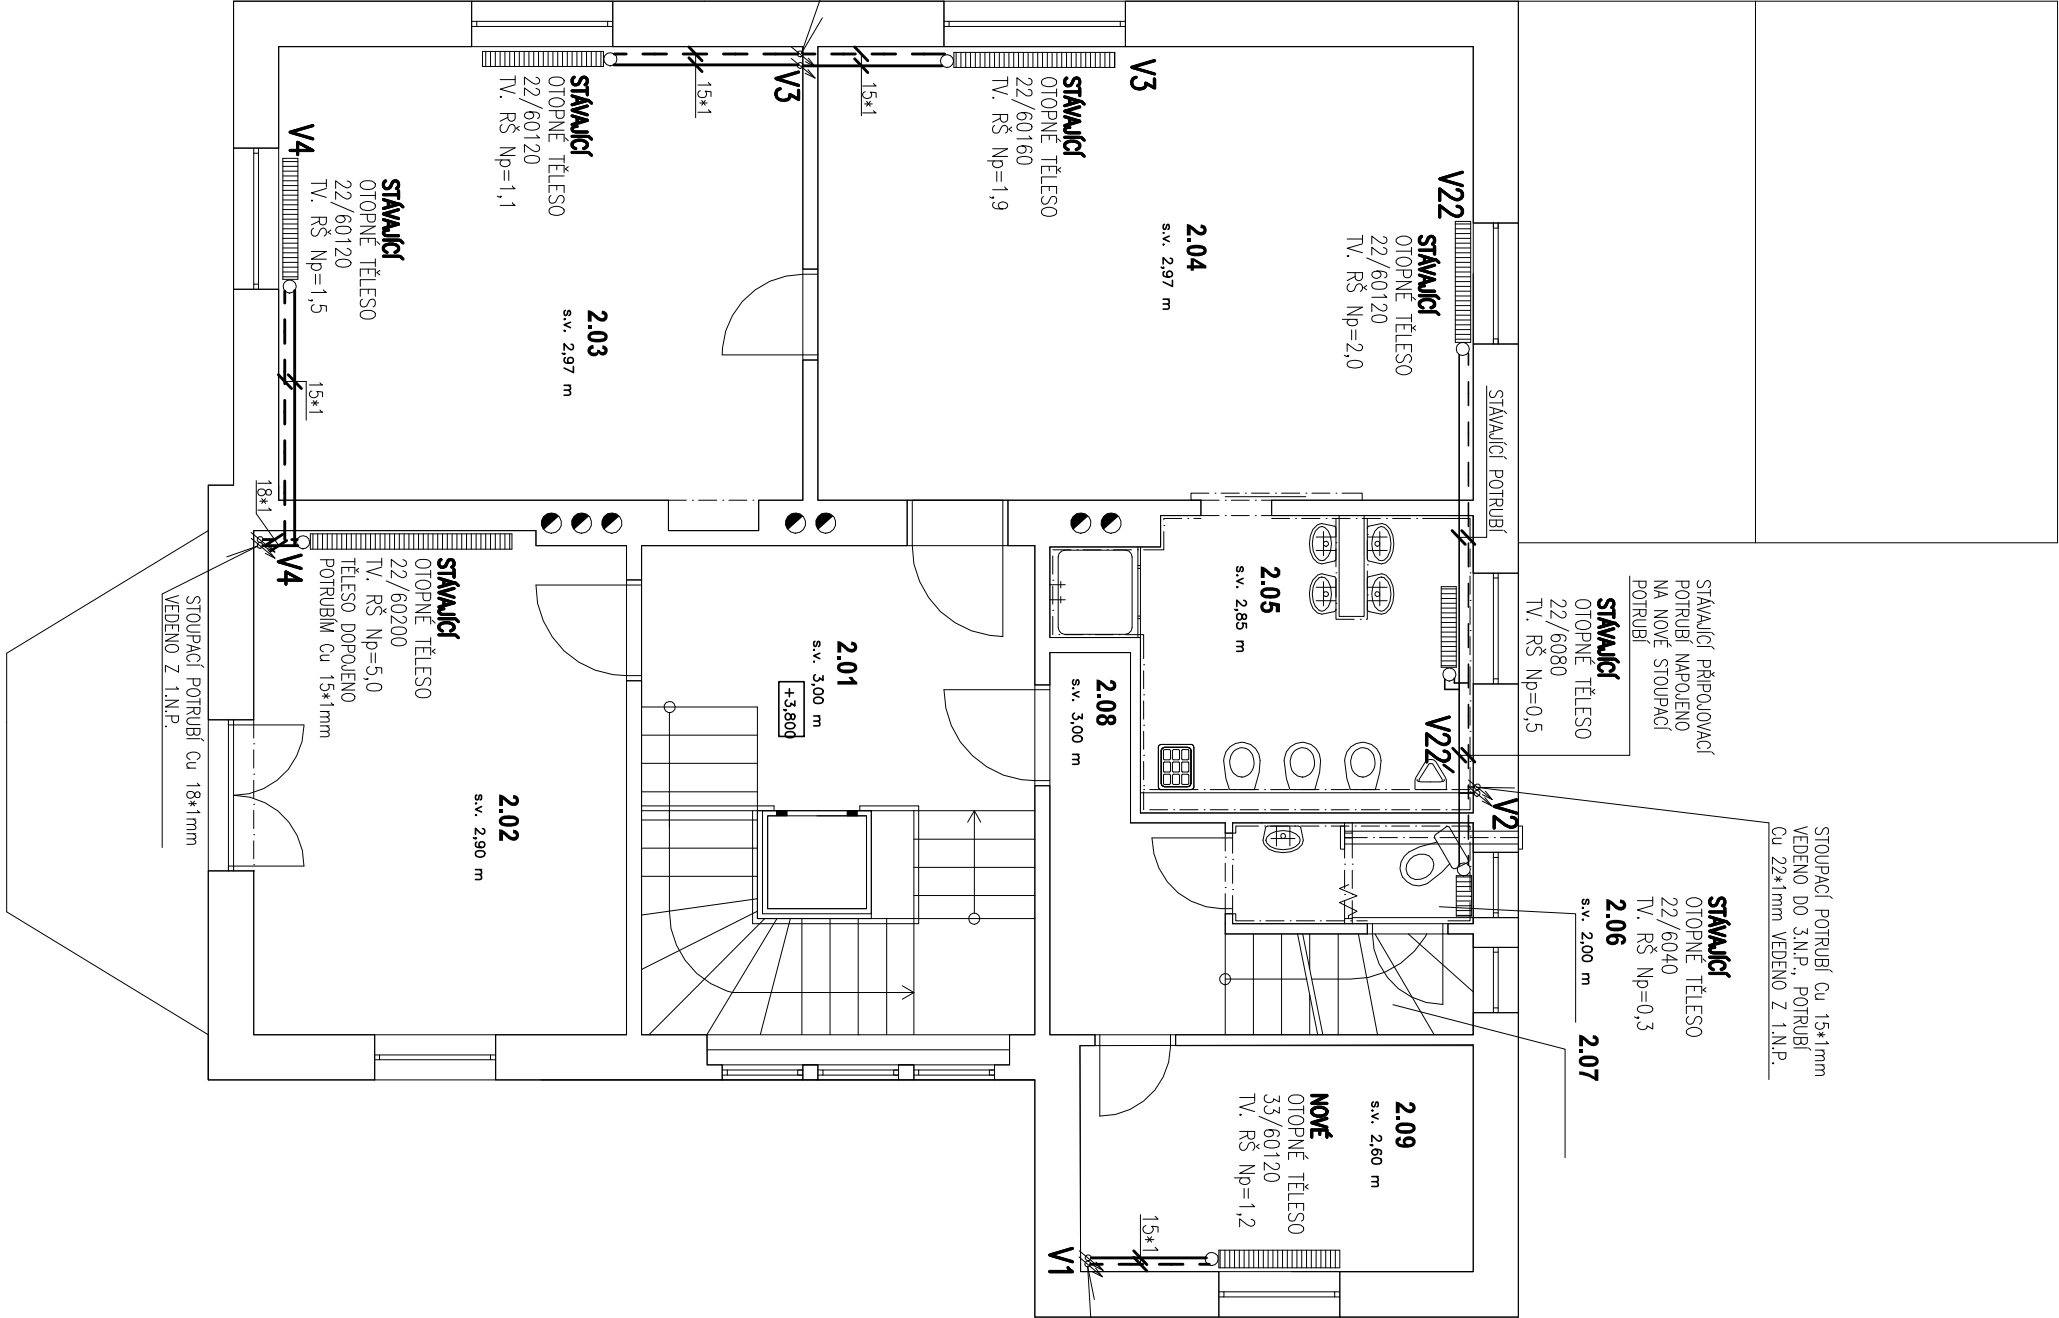 V3
STÁVAJÍCÍ
OTOPNÉ TĚLESO
22/60160
TV. RŠ Np=1,9
15*1
V3
15*1
STÁVAJÍCÍ
OTOPNÉ TĚLESO
22/60120
TV. RŠ Np=1,1
V4
STÁVAJÍCÍ
OTOPNÉ TĚLESO
22/60120
TV. RŠ Np=1,5
15*1
18*1
V22
STÁVAJÍCÍ
OTOPNÉ TĚLESO
22/60120
TV. RŠ Np=2,0
STÁVAJÍCÍ POTRUBÍ
2.04
s.v. 2,97 m
2.03
s.v. 2,97 m
STÁVAJÍCÍ PŘIPOJOVACÍ
POTRUBÍ NAPOJENO
NA NOVÉ STOUPACÍ
POTRUBÍ
STÁVAJÍCÍ
OTOPNÉ TĚLESO
22/6080
TV. RŠ Np=0,5
2.05
s.v. 2,85 m
V22'
V2
2.08
s.v. 3,00 m
2.01
s.v. 3,00 m
+3,800
V4
STÁVAJÍCÍ
OTOPNÉ TĚLESO
22/60200
TV. RŠ Np=5,0
TĚLESO DOPOJENO
POTRUBÍM Cu 15*1mm
STOUPACÍ POTRUBÍ Cu 18*1mm
VEDENO Z 1.N.P.
2.02
s.v. 2,90 m
STOUPACÍ POTRUBÍ Cu 15*1mm
VEDENO DO 3.N.P., POTRUBÍ
Cu 22*1mm VEDENO Z 1.N.P.
STÁVAJÍCÍ
OTOPNÉ TĚLESO
22/6040
TV. RŠ Np=0,3
2.06
s.v. 2,00 m
2.07
2.09
s.v. 2,60 m
NOVÉ
OTOPNÉ TĚLESO
33/60120
TV. RŠ Np=1,2
15*1
V1